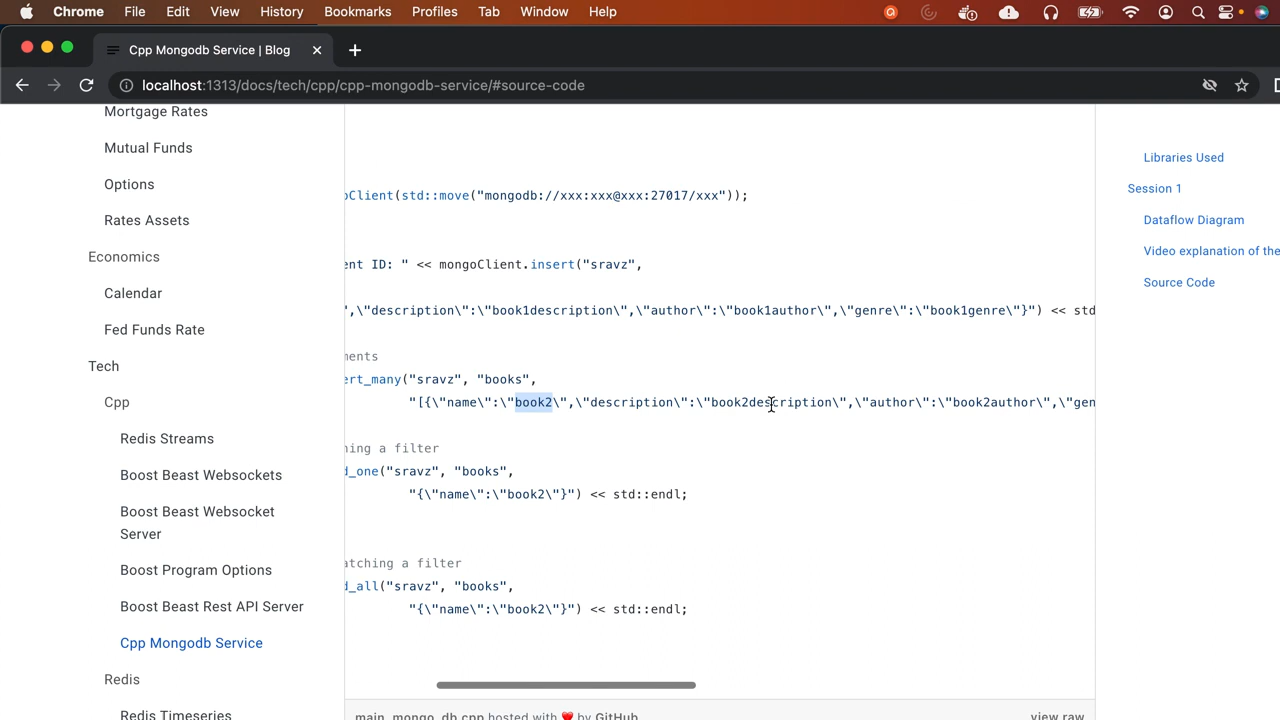 Chrome File Edit View History Bookmarks Profiles Tab Window Help
Cpp Mongodb Service | Blog
localhost:1313/docs/tech/cpp/cpp-mongodb-service/#source-code
Mortgage Rates
Mutual Funds
Options
Rates Assets
Economics
Calendar
Fed Funds Rate
Tech
Cpp
Redis Streams
Boost Beast Websockets
Boost Beast Websocket
Server
Boost Program Options
Boost Beast Rest API Server
Cpp Mongodb Service
Redis
Redis Timeseries
oClient(std::move("mongodb://xxx:xxx@xxx:27017/xxx"));
ent ID: " << mongoClient.insert("sravz",
",\"description\":\"book1description\",\"author\":\"book1author\",\"genre\":\"book1genre\"}") << std
ments
ert_many("sravz", "books",
"[{\"name\":\"book2\",\"description\":\"book2description\",\"author\":\"book2author\",\"gen
hing a filter
d_one("sravz", "books",
"{\"name\":\"book2\"}") << std::endl;
atching a filter
d_all("sravz", "books",
"{\"name\":\"book2\"}") << std::endl;
main_mongo_db.cpp hosted with ❤ by GitHub
view raw
Libraries Used
Session 1
Dataflow Diagram
Video explanation of the
Source Code